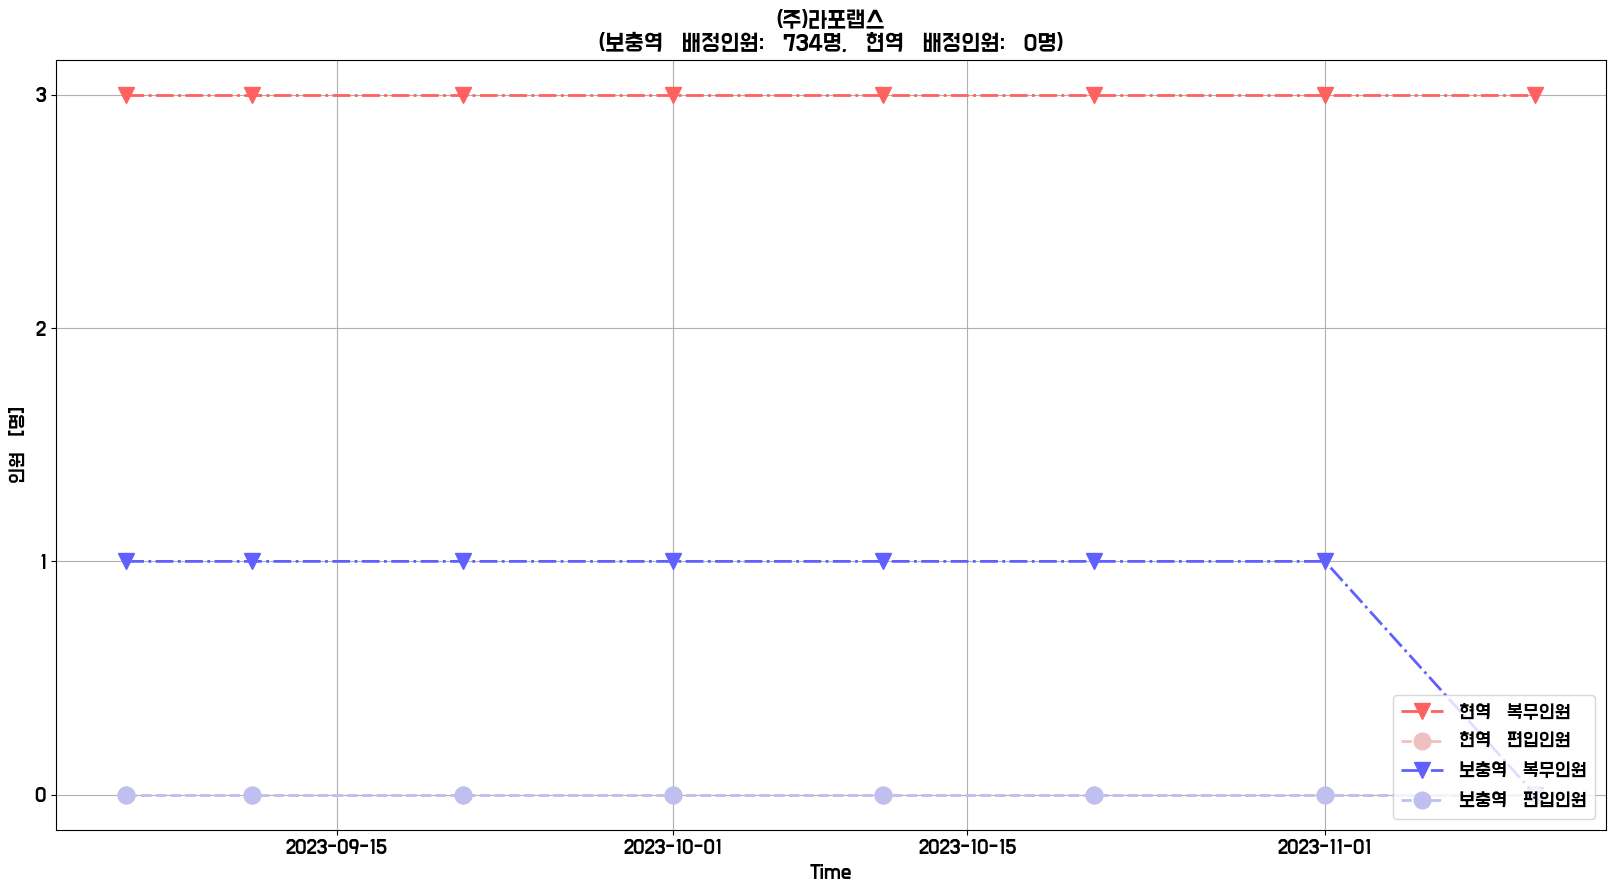 (주)라포랩스
(보충역 배정인원: 734명, 현역 배정인원: 0명)
3
2
1
0
인원 [명]
2023-09-15
2023-10-01
2023-10-15
2023-11-01
Time
현역 복무인원
현역 편입인원
보충역 복무인원
보충역 편입인원